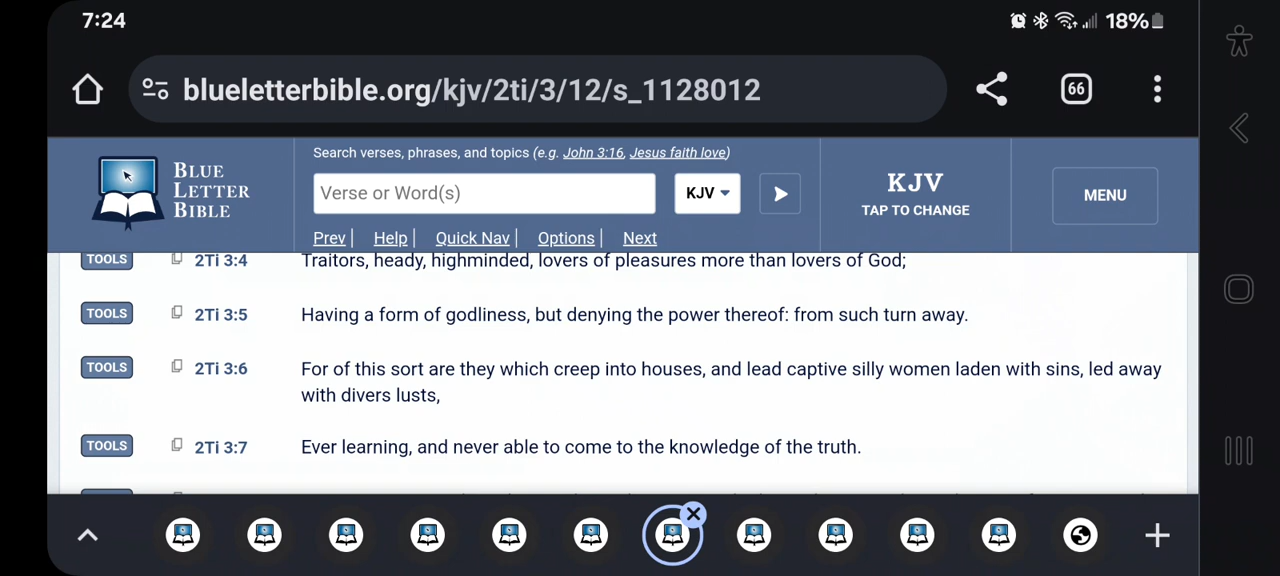 7:24
18%
blueletterbible.org/kjv/2ti/3/12/s_1128012
66
BLUE
LETTER
BIBLE
Search verses, phrases, and topics (e.g. John 3:16, Jesus faith love)
Verse or Word(s)
KJV
Prev | Help | Quick Nav | Options | Next
KJV
TAP TO CHANGE
MENU
TOOLS 2Ti 3:4 Traitors, heady, highminded, lovers of pleasures more than lovers of God;
TOOLS 2Ti 3:5 Having a form of godliness, but denying the power thereof: from such turn away.
TOOLS 2Ti 3:6 For of this sort are they which creep into houses, and lead captive silly women laden with sins, led away
with divers lusts,
TOOLS 2Ti 3:7 Ever learning, and never able to come to the knowledge of the truth.